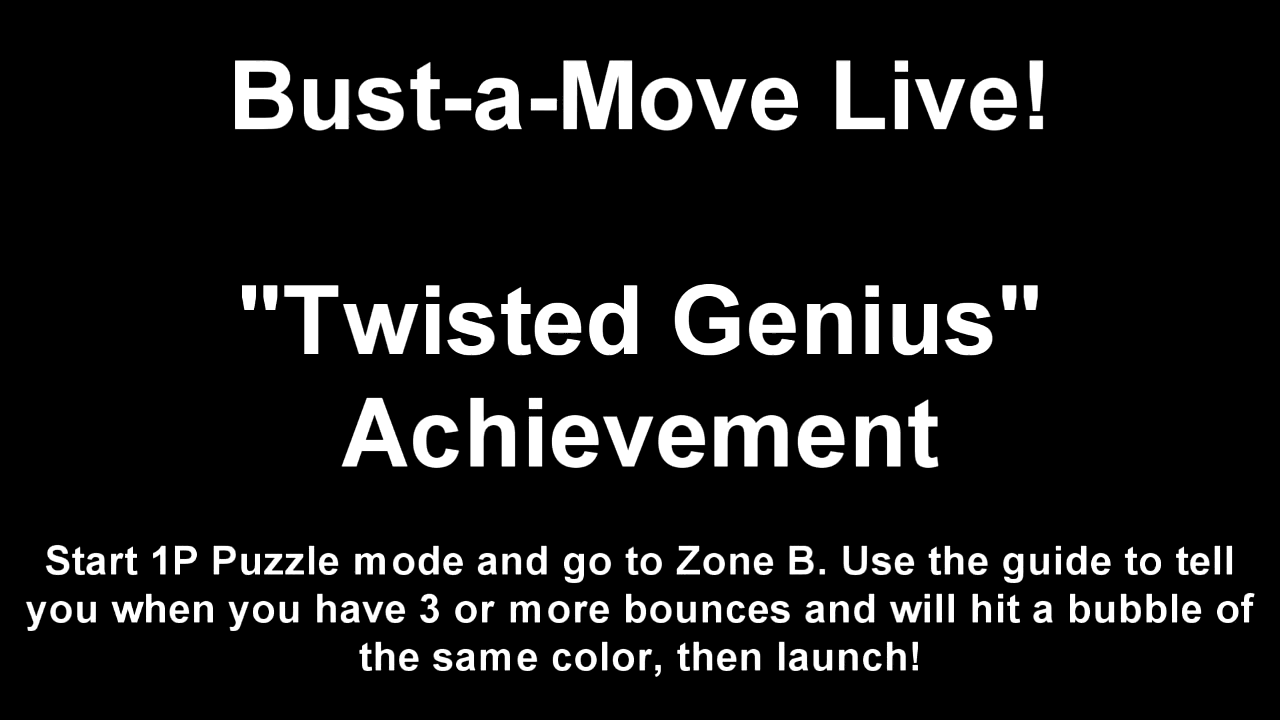 Bust-a-Move Live!
"Twisted Genius"
Achievement
Start 1P Puzzle mode and go to Zone B. Use the guide to tell
you when you have 3 or more bounces and will hit a bubble of
the same color, then launch!